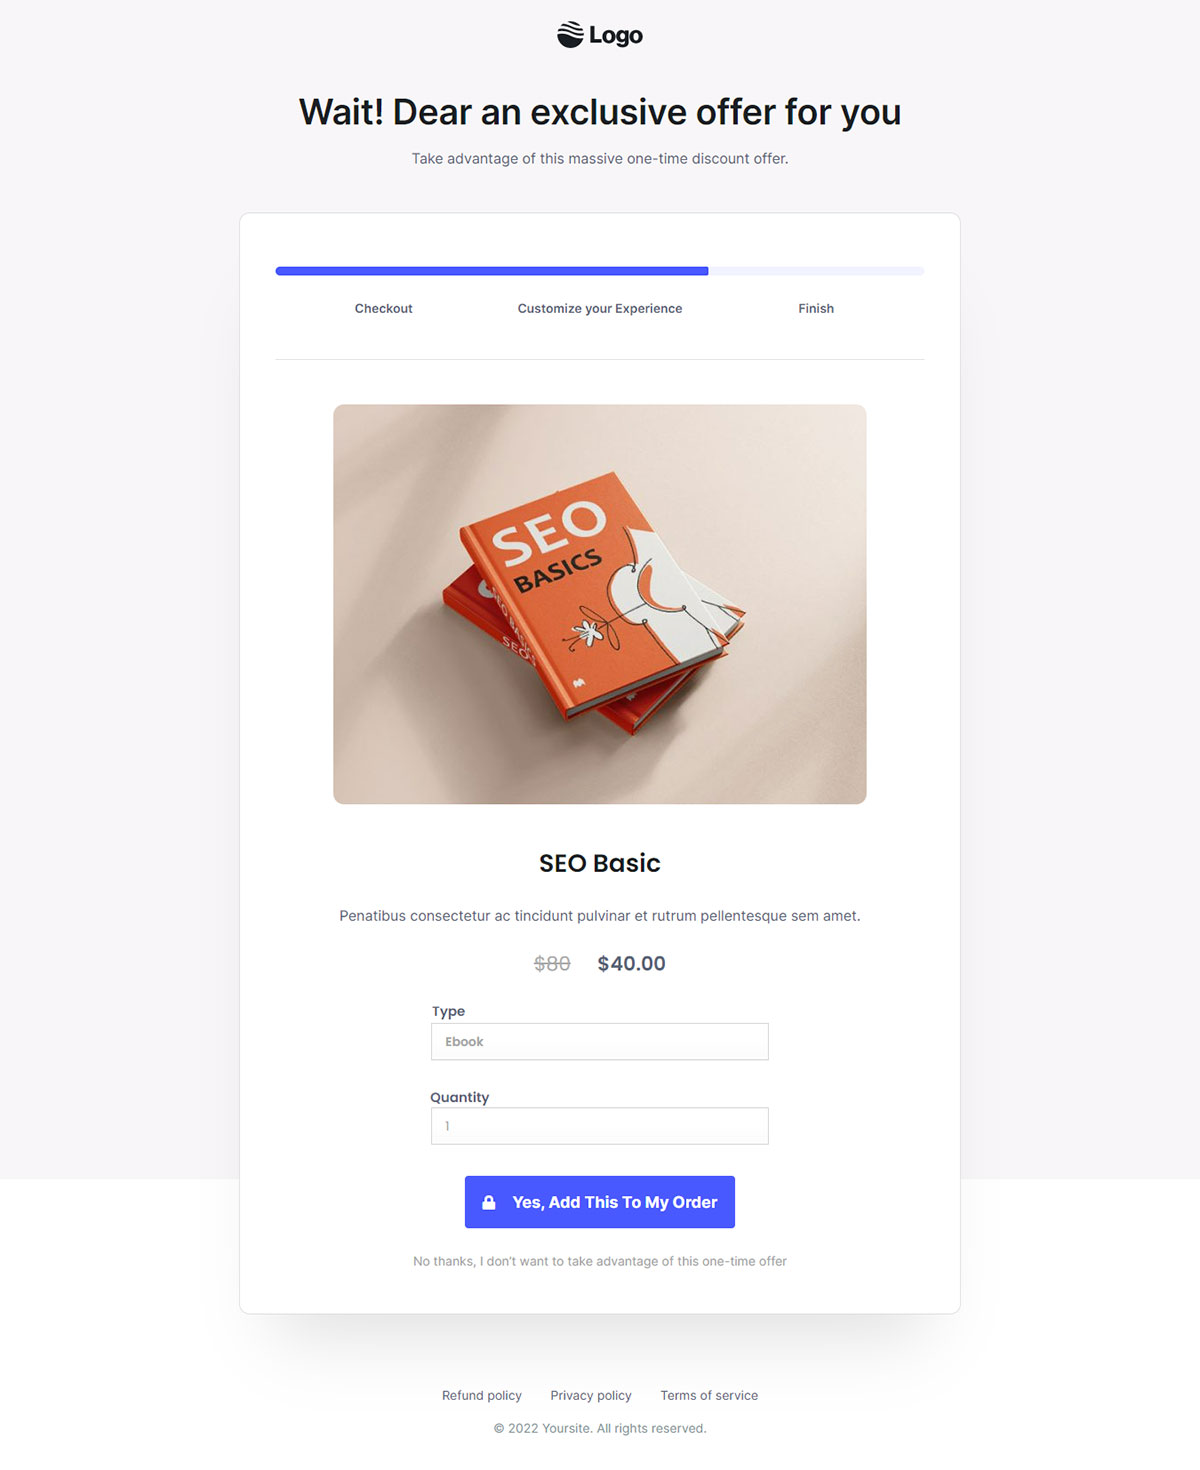 Logo
Wait! Dear an exclusive offer for you
Take advantage of this massive one-time discount offer.
Checkout
Customize your Experience
Finish
SEO
BASICS
SEO BASICS
SEO Basic
Penatibus consectetur ac tincidunt pulvinar et rutrum pellentesque sem amet.
$80 $40.00
Type
Ebook
Quantity
1
Yes, Add This To My Order
No thanks, I don't want to take advantage of this one-time offer
Refund policy Privacy policy Terms of service
© 2022 Yoursite. All rights reserved.